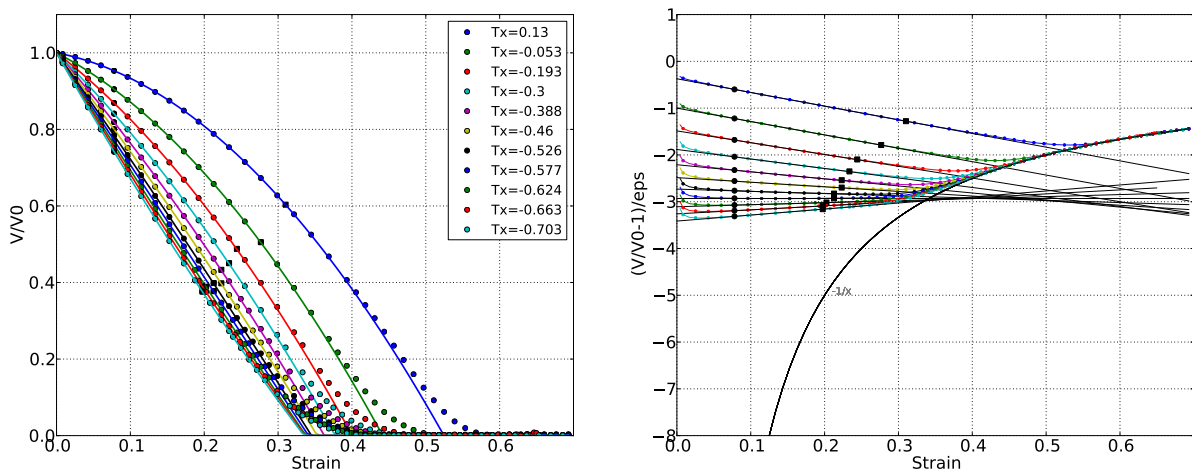 1.0
0.8
0.6
0.4
0.2
0.0
V/V0
0.0 0.1 0.2 0.3 0.4 0.5 0.6
Strain
Tx=0.13
Tx=-0.053
Tx=-0.193
Tx=-0.3
Tx=-0.388
Tx=-0.46
Tx=-0.526
Tx=-0.577
Tx=-0.624
Tx=-0.663
Tx=-0.703
1
0
−1
−2
−3
−4
−5
−6
−7
−8
(V/V0-1)/eps
-1/x
0.0 0.1 0.2 0.3 0.4 0.5 0.6
Strain